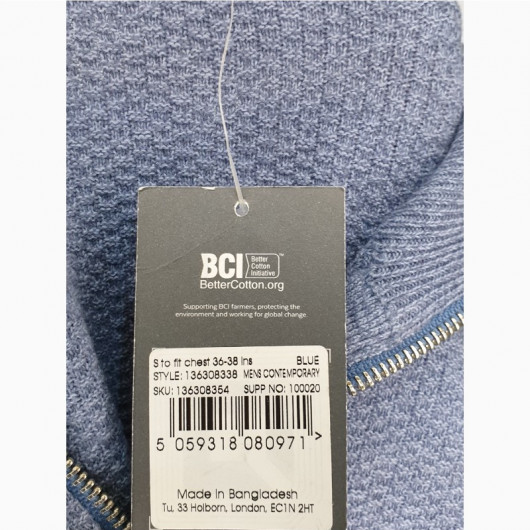 BCI Better Cotton Initiative ™
BetterCotton.org
Supporting BCI farmers, protecting the
environment and working for global change.
S to fit chest 36-38 Ins BLUE
STYLE: 136308338 MENS CONTEMPORARY
SKU: 136308354 SUPP NO: 100020
5 059318 080971 >
Made in Bangladesh
Tu, 33 Holborn, London, EC1N 2HT